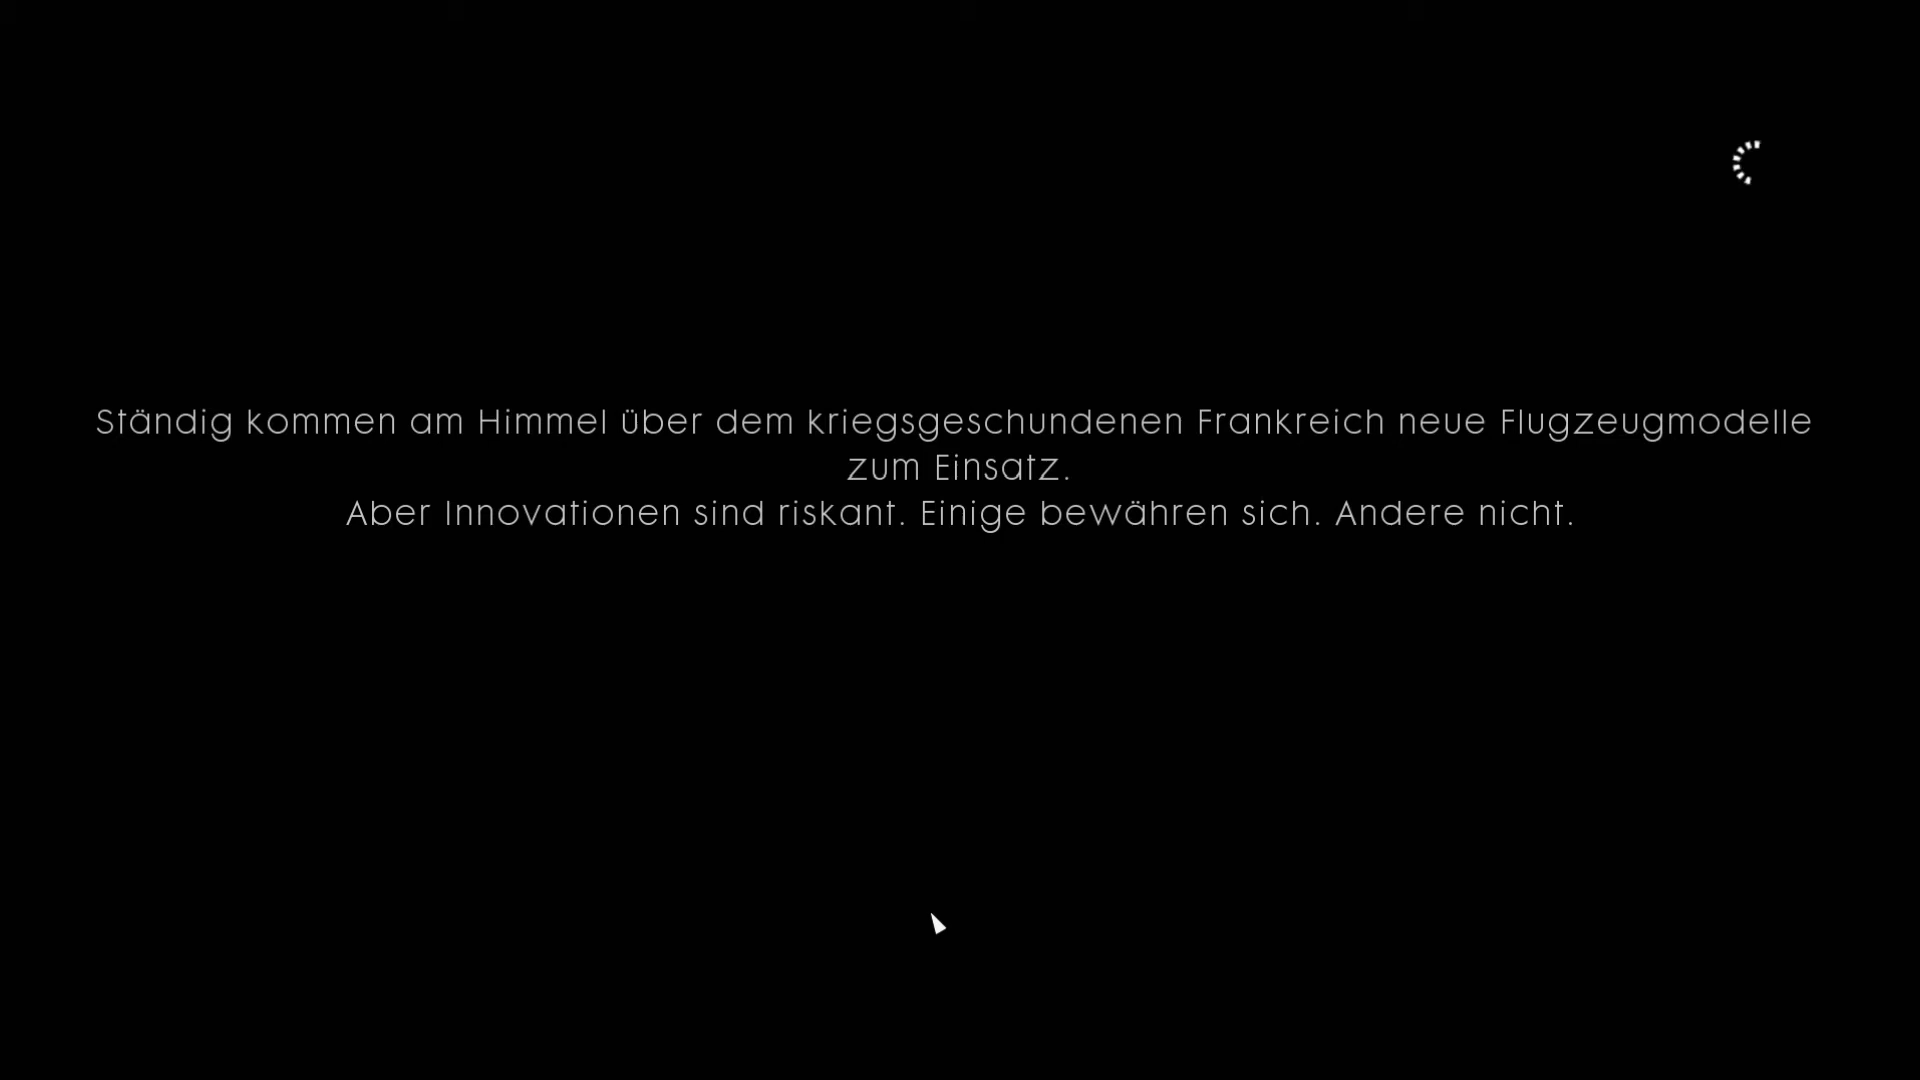 Ständig kommen am Himmel über dem kriegsgeschundenen Frankreich neue Flugzeugmodelle
zum Einsatz.
Aber Innovationen sind riskant. Einige bewähren sich. Andere nicht.